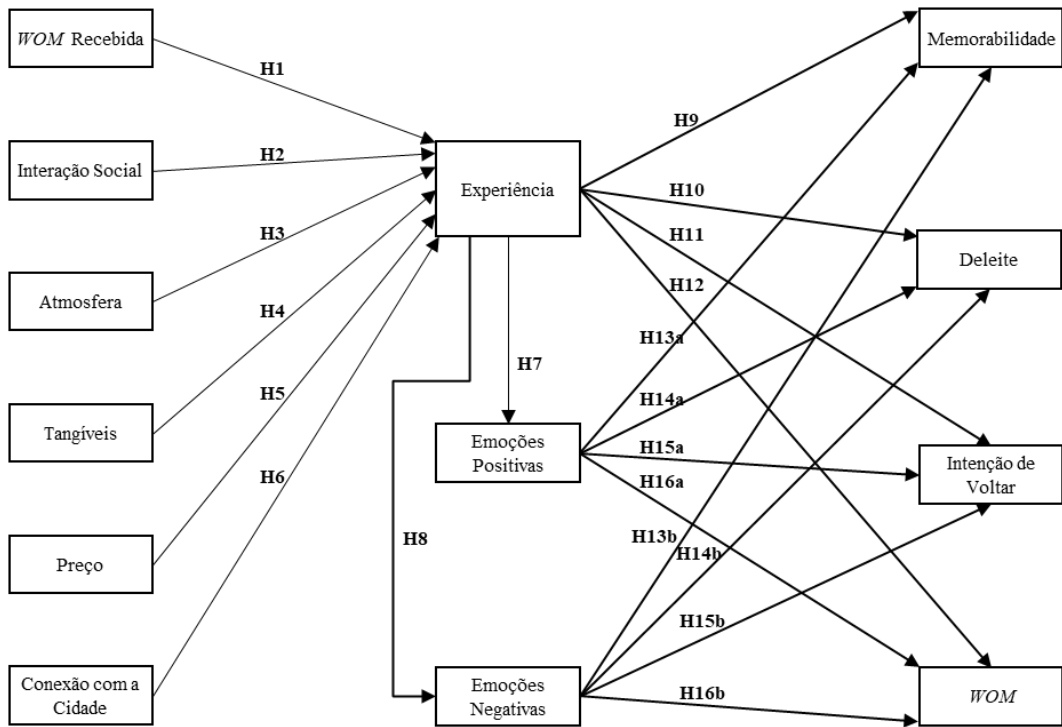 WOM Recebida
Interação Social
Atmosfera
Tangíveis
Preço
Conexão com a
Cidade
H1
H2
H3
H4
H5
H6
Experiência
H7
H8
Emoções
Positivas
Emoções
Negativas
H9
H10
H11
H12
H13a
H14a
H15a
H16a
H13b
H14b
H15b
H16b
Memorabilidade
Deleite
Intenção de
Voltar
WOM